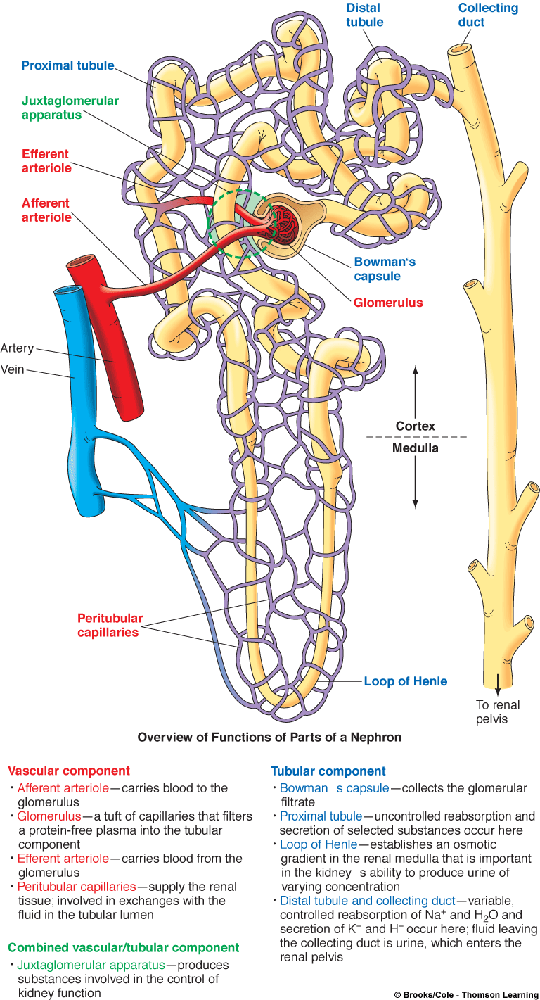 Distal
tubule
Collecting
duct
Proximal tubule
Juxtaglomerular
apparatus
Efferent
arteriole
Afferent
arteriole
Bowman‘s
capsule
Glomerulus
Artery
Vein
Cortex
Medulla
Peritubular
capillaries
Loop of Henle
To renal
pelvis
Overview of Functions of Parts of a Nephron
Vascular component
· Afferent arteriole—carries blood to the
glomerulus
· Glomerulus—a tuft of capillaries that filters
a protein-free plasma into the tubular
component
· Efferent arteriole—carries blood from the
glomerulus
· Peritubular capillaries—supply the renal
tissue; involved in exchanges with the
fluid in the tubular lumen
Combined vascular/tubular component
· Juxtaglomerular apparatus—produces
substances involved in the control of
kidney function
Tubular component
· Bowman s capsule—collects the glomerular
filtrate
· Proximal tubule—uncontrolled reabsorption and
secretion of selected substances occur here
· Loop of Henle—establishes an osmotic
gradient in the renal medulla that is important
in the kidney s ability to produce urine of
varying concentration
· Distal tubule and collecting duct—variable,
controlled reabsorption of Na⁺ and H₂O and
secretion of K⁺ and H⁺ occur here; fluid leaving
the collecting duct is urine, which enters the
renal pelvis
© Brooks/Cole - Thomson Learning